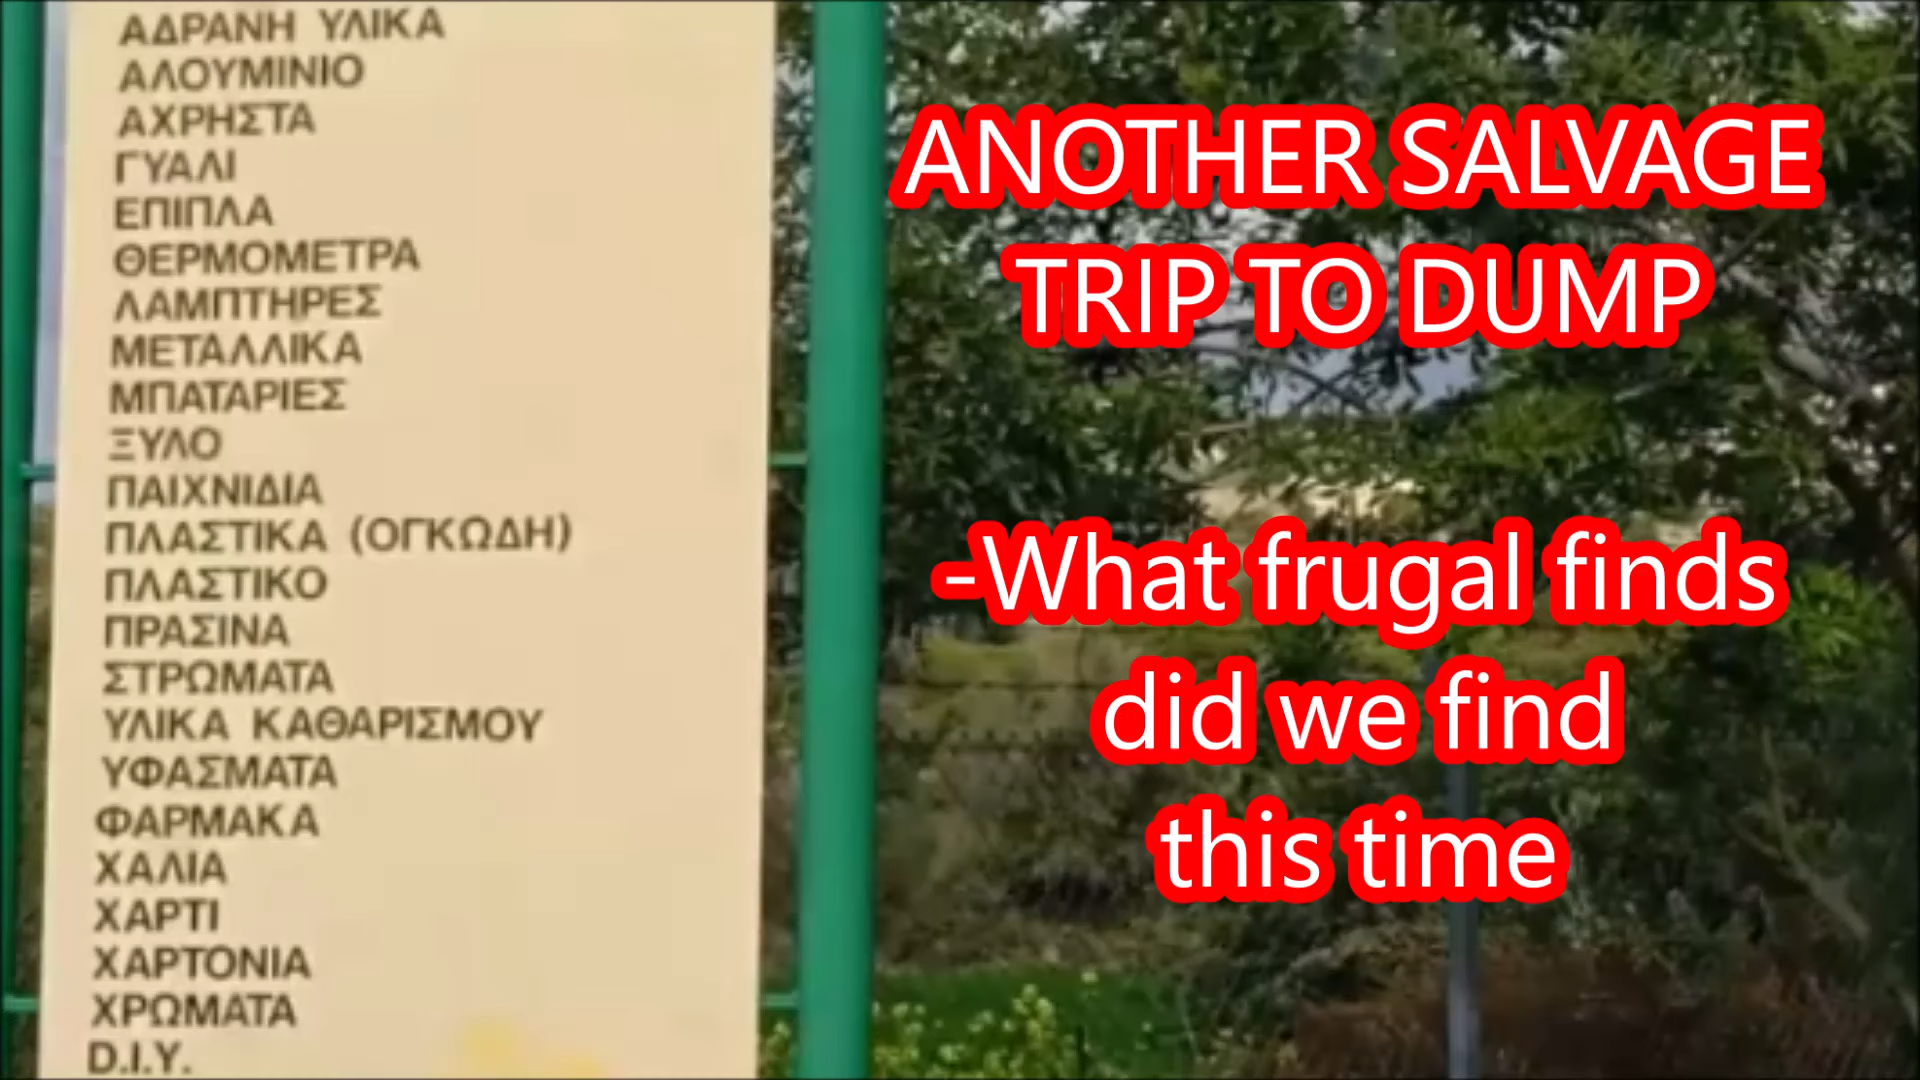 ΑΔΡΑΝΗ ΥΛΙΚΑ
ΑΛΟΥΜΙΝΙΟ
ΑΧΡΗΣΤΑ
ΓΥΑΛΙ
ΕΠΙΠΛΑ
ΘΕΡΜΟΜΕΤΡΑ
ΛΑΜΠΤΗΡΕΣ
ΜΕΤΑΛΛΙΚΑ
ΜΠΑΤΑΡΙΕΣ
ΞΥΛΟ
ΠΑΙΧΝΙΔΙΑ
ΠΛΑΣΤΙΚΑ (ΟΓΚΩΔΗ)
ΠΛΑΣΤΙΚΟ
ΠΡΑΣΙΝΑ
ΣΤΡΩΜΑΤΑ
ΥΛΙΚΑ ΚΑΘΑΡΙΣΜΟΥ
ΥΦΑΣΜΑΤΑ
ΦΑΡΜΑΚΑ
ΧΑΛΙΑ
ΧΑΡΤΙ
ΧΑΡΤΟΝΙΑ
ΧΡΩΜΑΤΑ
D.I.Y.
ANOTHER SALVAGE
TRIP TO DUMP
-What frugal finds
did we find
this time